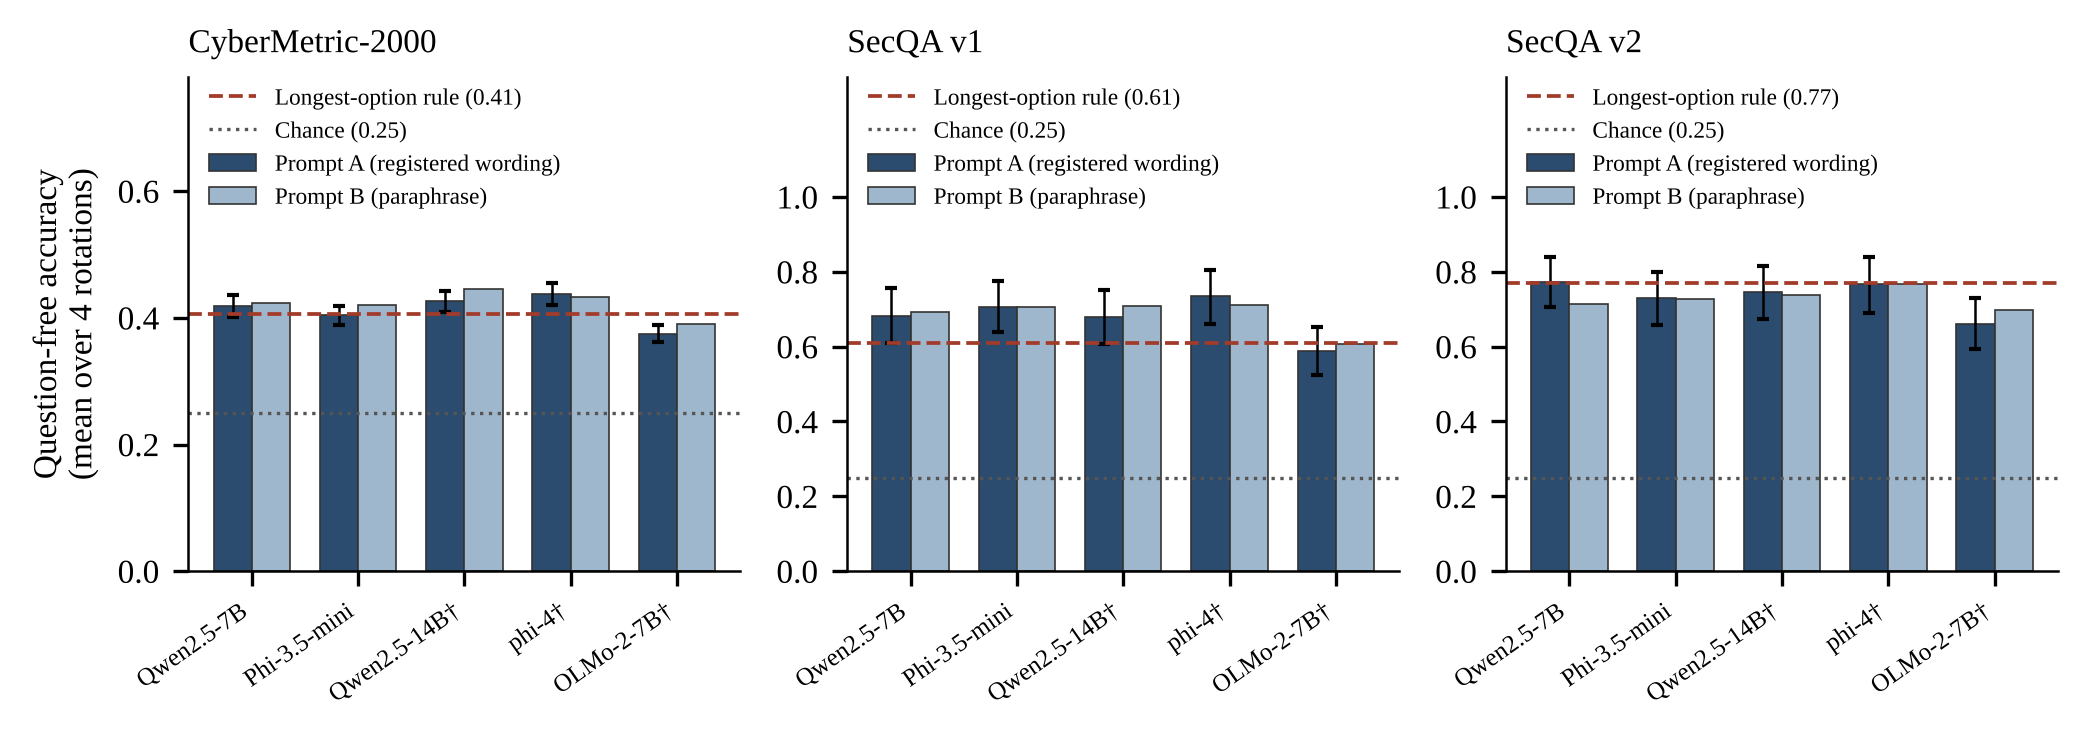 CyberMetric-2000
Longest-option rule (0.41)
Chance (0.25)
Prompt A (registered wording)
Prompt B (paraphrase)
Question-free accuracy
(mean over 4 rotations)
0.6
0.4
0.2
0.0
Qwen2.5-7B
Phi-3.5-mini
Qwen2.5-14B†
phi-4†
OLMo-2-7B†
SecQA v1
Longest-option rule (0.61)
Chance (0.25)
Prompt A (registered wording)
Prompt B (paraphrase)
1.0
0.8
0.6
0.4
0.2
0.0
Qwen2.5-7B
Phi-3.5-mini
Qwen2.5-14B†
phi-4†
OLMo-2-7B†
SecQA v2
Longest-option rule (0.77)
Chance (0.25)
Prompt A (registered wording)
Prompt B (paraphrase)
1.0
0.8
0.6
0.4
0.2
0.0
Qwen2.5-7B
Phi-3.5-mini
Qwen2.5-14B†
phi-4†
OLMo-2-7B†